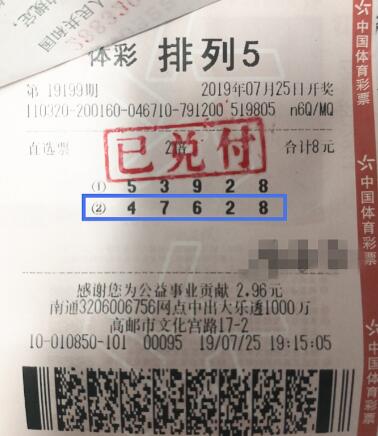 人民共和国
体彩 排列5
第 19199期 2019年07月25日开奖
110320-200160-046710-791200 519805 n6Q/MQ
直选票 2倍 合计8元
已兑付
(1) 5 3 9 2 8
(2) 4 7 6 2 8
感谢您为公益事业贡献 2.96元
南通3206006756网点中出大乐透1000万
高邮市文化宫路17-2
10-010850-101 00095 19/07/25 19:15:05
中国体育彩票
中国体育彩票
中国体育彩票